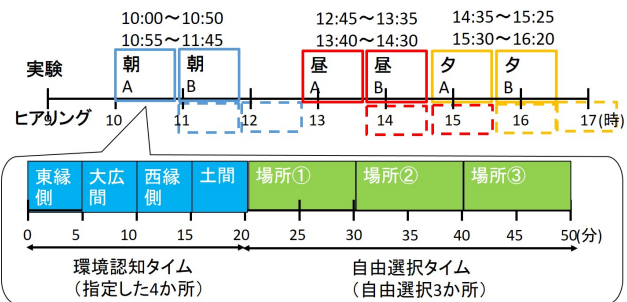 10:00～10:50
10:55～11:45
12:45～13:35
13:40～14:30
14:35～15:25
15:30～16:20
実験
朝
A
朝
B
昼
A
昼
B
夕
A
夕
B
ヒアリング
9 10 11 12 13 14 15 16 17(時)
東縁側
大広間
西縁側
土間
場所①
場所②
場所③
0 5 10 15 20 25 30 35 40 45 50(分)
環境認知タイム
（指定した4か所）
自由選択タイム
（自由選択3か所）